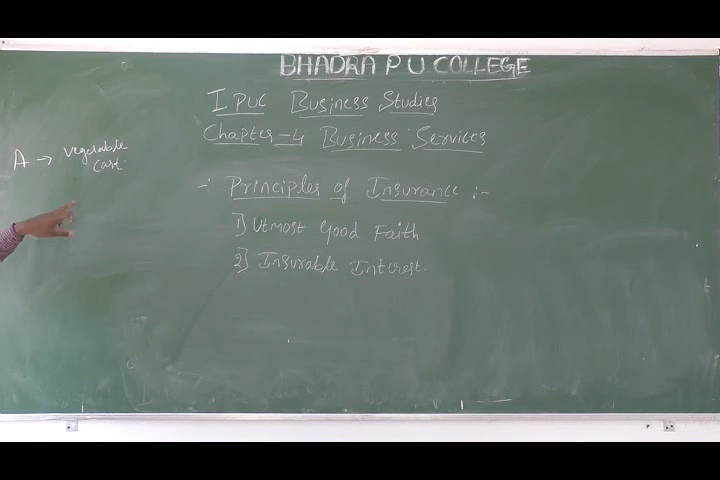 BHADRA P U COLLEGE
I PUC Business Studies
Chapter-4 Business Services
A → Vegetable
cart
:- Principles of Insurance :-
1] Utmost Good Faith
2] Insurable Interest.